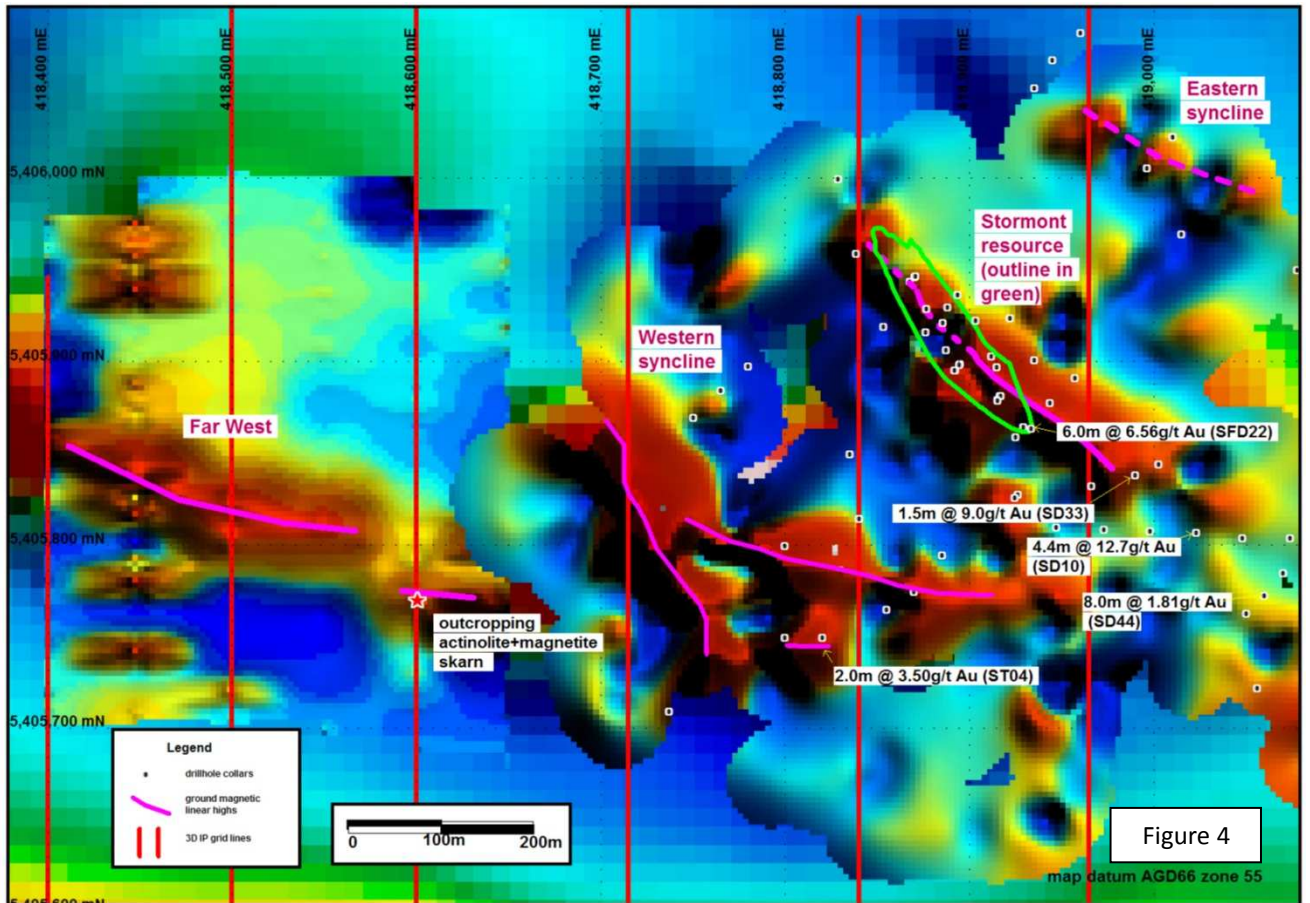 418,400 mE
418,500 mE
418,600 mE
418,700 mE
418,800 mE
418,900 mE
419,000 mE
Eastern
syncline
5,406,000 mN
Stormont
resource
(outline in
green)
Western
syncline
5,405,900 mN
Far West
6.0m @ 6.56g/t Au (SFD22)
1.5m @ 9.0g/t Au (SD33)
5,405,800 mN
4.4m @ 12.7g/t Au
(SD10)
8.0m @ 1.81g/t Au
(SD44)
outcropping
actinolite+magnetite
skarn
2.0m @ 3.50g/t Au (ST04)
5,405,700 mN
Legend
drillhole collars
ground magnetic
linear highs
3D IP grid lines
0 100m 200m
Figure 4
map datum AGD66 zone 55